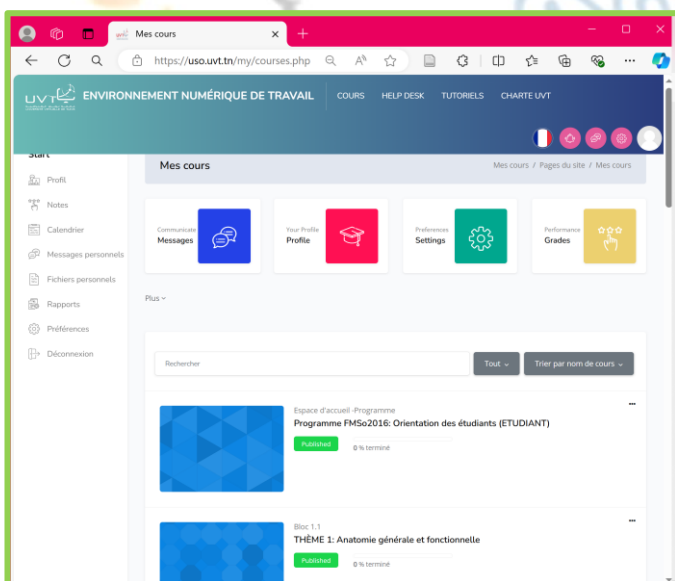 Mes cours
https://uso.uvt.tn/my/courses.php
UVT ENVIRONNEMENT NUMÉRIQUE DE TRAVAIL COURS HELP DESK TUTORIELS CHARTE UVT
Start
Mes cours
Mes cours / Pages du site / Mes cours
Profil
Notes
Calendrier
Messages personnels
Fichiers personnels
Rapports
Préférences
Déconnexion
Communicate
Messages
Your Profile
Profile
Preferences
Settings
Performance
Grades
Plus
Rechercher
Tout
Trier par nom de cours
Espace d'accueil -Programme
Programme FMSo2016: Orientation des étudiants (ETUDIANT)
Published 0 % terminé
Bloc 1.1
THÈME 1: Anatomie générale et fonctionnelle
Published 0 % terminé